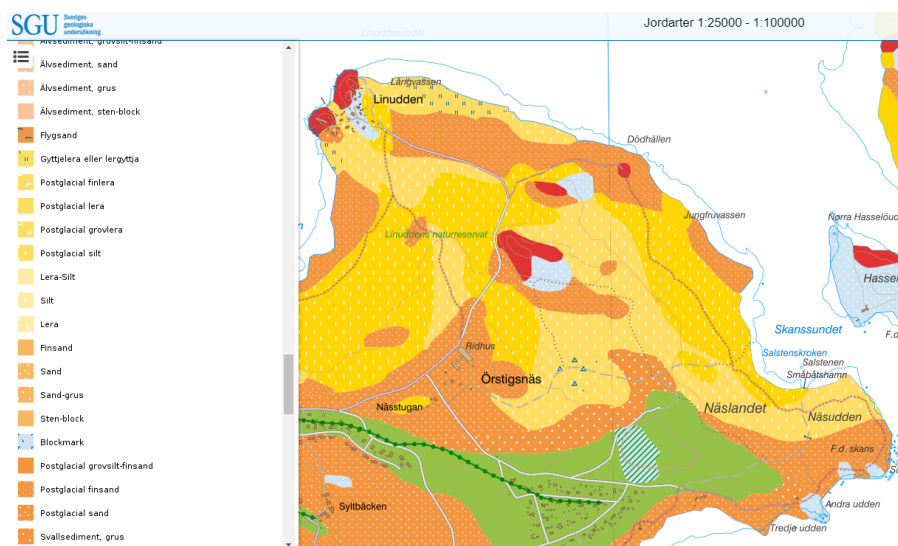 SGU Sveriges
geologiska
undersökning
Jordarter 1:25000 - 1:100000
Linuddssundet
Älvsediment, grovsilt-finsand
Älvsediment, sand
Älvsediment, grus
Älvsediment, sten-block
Flygsand
Gyttjelera eller lergyttja
Postglacial finlera
Postglacial lera
Postglacial grovlera
Postglacial silt
Lera-Silt
Silt
Lera
Finsand
Sand
Sand-grus
Sten-block
Blockmark
Postglacial grovsilt-finsand
Postglacial finsand
Postglacial sand
Svallsediment, grus
Långvassen
Linudden
Dödhällen
Jungfruvassen
Norra Hasselöud
Linuddens naturreservat
Hassel
Skanssundet
F.d
Ridhus
Salstenskroken
Salstenen
Småbåtshamn
Örstigsnäs
Nässtugan
Näslandet
Näsudden
F.d. skans
Syltbäcken
Andra udden
Tredje udden